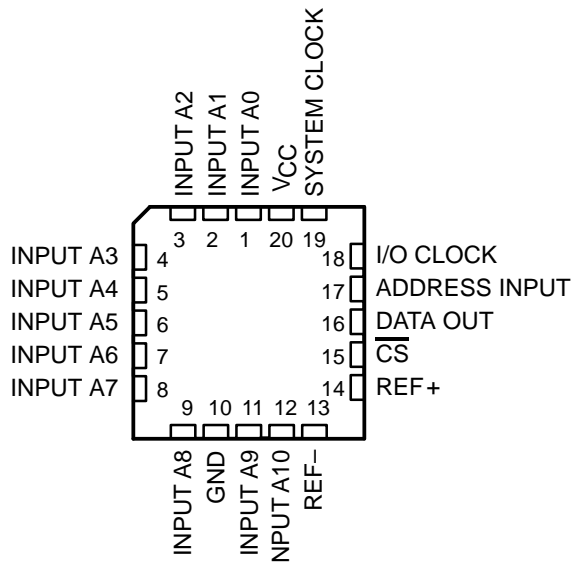 INPUT A2
INPUT A1
INPUT A0
VCC
SYSTEM CLOCK
3 2 1 20 19
INPUT A3 4
INPUT A4 5
INPUT A5 6
INPUT A6 7
INPUT A7 8
18 I/O CLOCK
17 ADDRESS INPUT
16 DATA OUT
15 CS
14 REF+
9 10 11 12 13
INPUT A8
GND
INPUT A9
NPUT A10
REF–